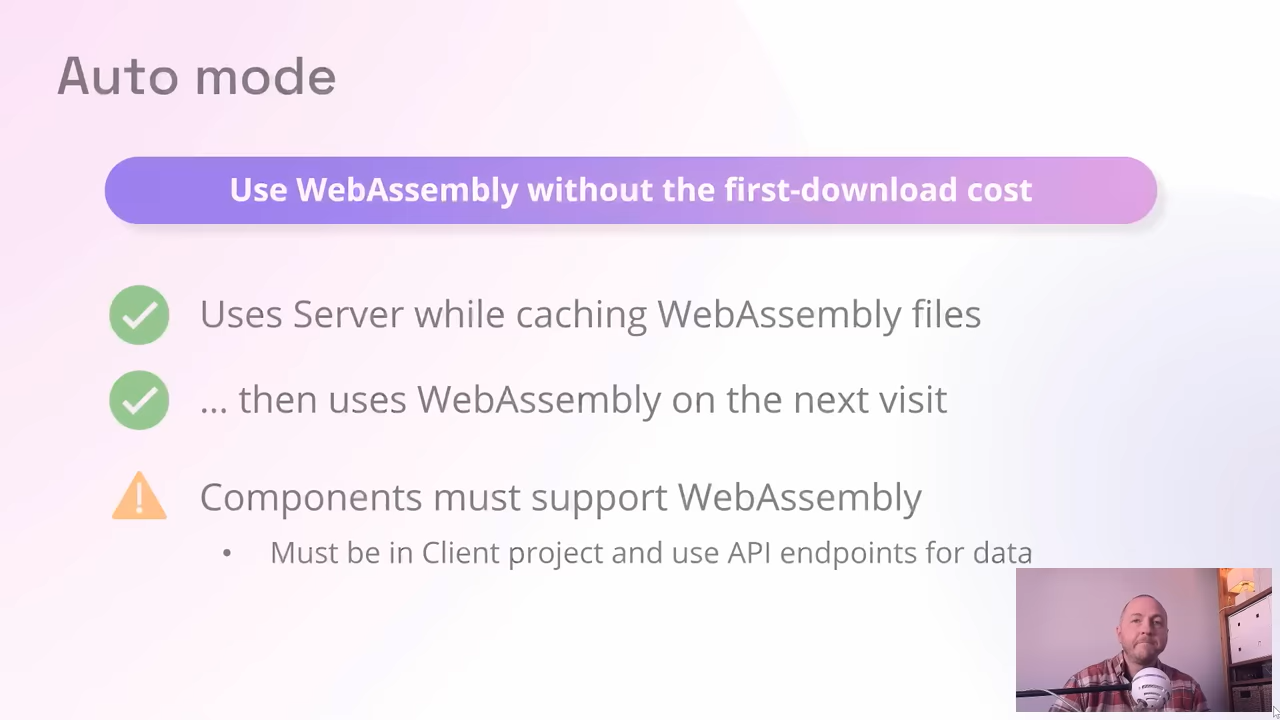 Auto mode
Use WebAssembly without the first-download cost
Uses Server while caching WebAssembly files
... then uses WebAssembly on the next visit
Components must support WebAssembly
• Must be in Client project and use API endpoints for data